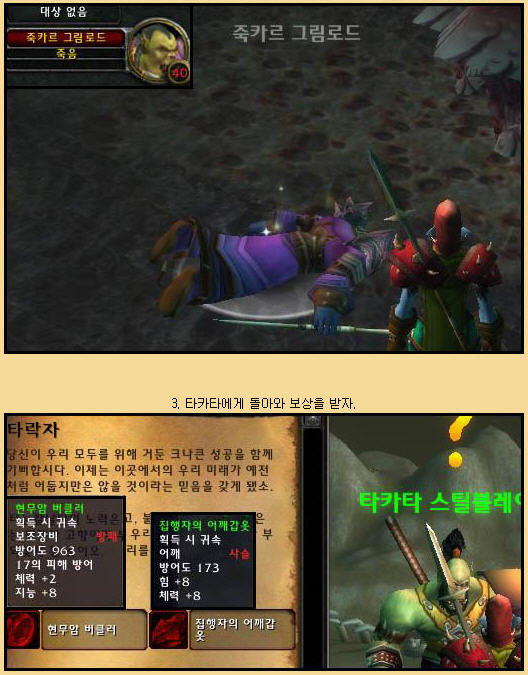 대상 없음
죽카르 그림로드
죽카르 그림로드
죽음
40
3. 타카타에게 돌아와 보상을 받자.
타락자
당신이 우리 모두를 위해 거둔 크나큰 성공을 함께
기뻐합시다. 이제는 이곳에서의 우리 미래가 예전
처럼 어둡지만은 않을 것이라는 믿음을 갖게 됐소.
현무암 버클러
획득 시 귀속
보조장비 방패
방어도 963
17의 피해 방어
체력 +2
지능 +8
집행자의 어깨갑옷
획득 시 귀속
어깨 사슬
방어도 173
힘 +8
체력 +8
현무암 버클러
집행자의 어깨갑
옷
타카타 스틸블레